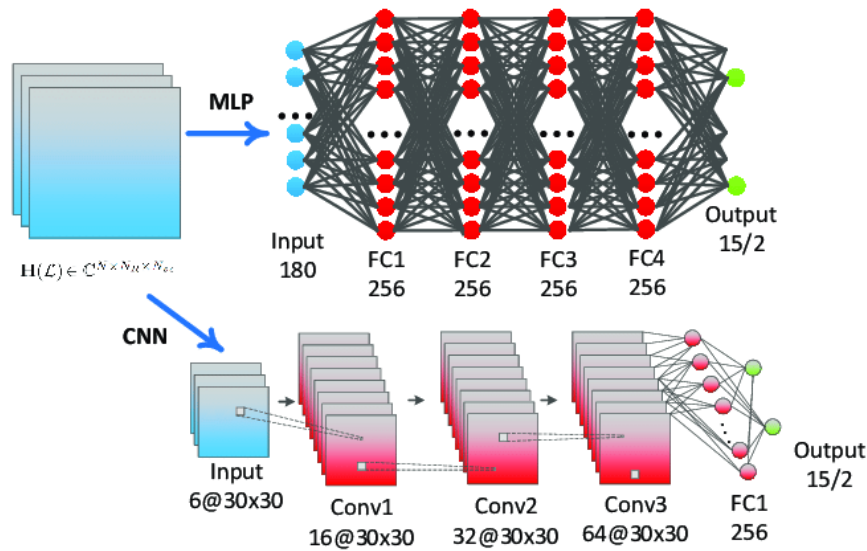 MLP
Input
180
FC1
256
FC2
256
FC3
256
FC4
256
Output
15/2
CNN
Input
6@30x30
Conv1
16@30x30
Conv2
32@30x30
Conv3
64@30x30
FC1
256
Output
15/2